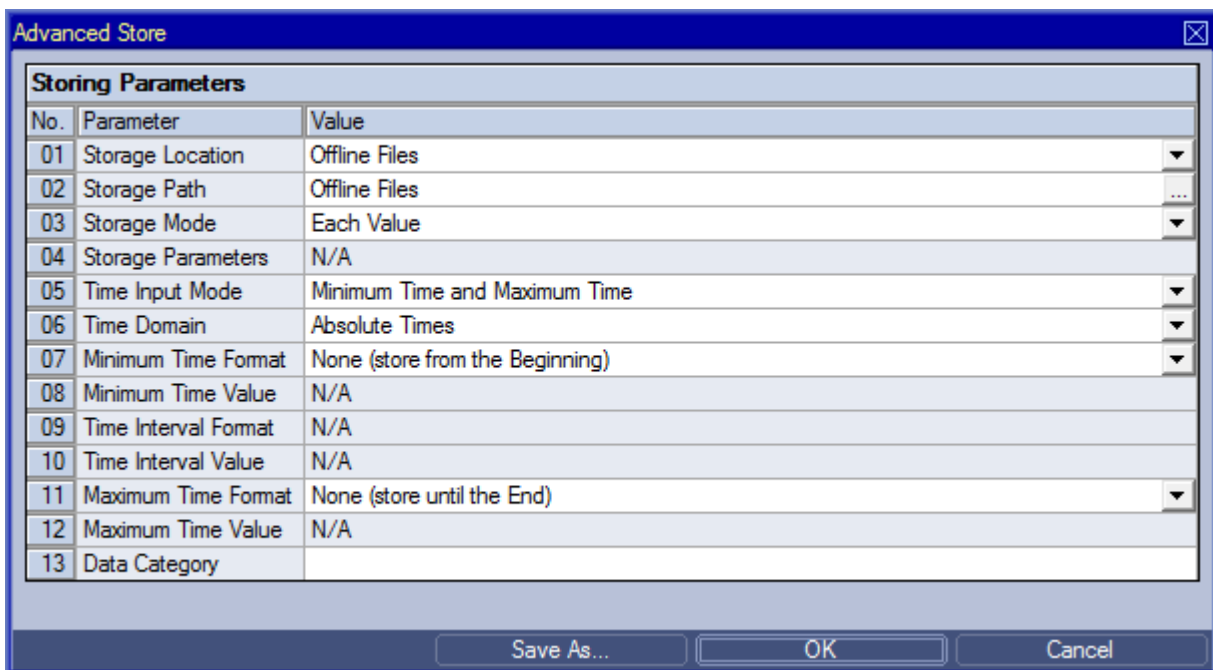 Advanced Store
Storing Parameters
No. Parameter Value
01 Storage Location Offline Files
02 Storage Path Offline Files ...
03 Storage Mode Each Value
04 Storage Parameters N/A
05 Time Input Mode Minimum Time and Maximum Time
06 Time Domain Absolute Times
07 Minimum Time Format None (store from the Beginning)
08 Minimum Time Value N/A
09 Time Interval Format N/A
10 Time Interval Value N/A
11 Maximum Time Format None (store until the End)
12 Maximum Time Value N/A
13 Data Category
Save As... OK Cancel